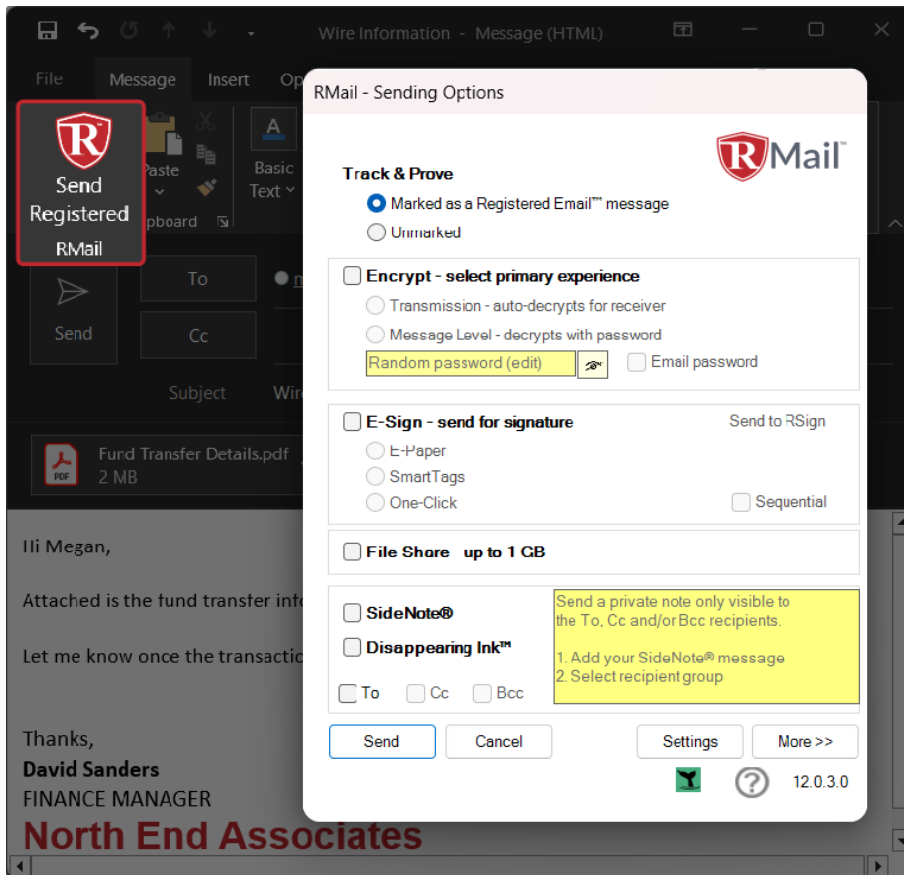 Wire Information - Message (HTML)
File Message Insert Op
R
Send
Registered
RMail
Paste
Clipboard
A
Basic
Text
To
Send
Cc
Subject Wire
PDF
Fund Transfer Details.pdf
2 MB
Hi Megan,
Attached is the fund transfer
Let me know once the
Thanks,
David Sanders
FINANCE MANAGER
North End Associates
RMail - Sending Options
RMail™
Track & Prove
Marked as a Registered Email™ message
Unmarked
Encrypt - select primary experience
Transmission - auto-decrypts for receiver
Message Level - decrypts with password
Random password (edit)
Email password
E-Sign - send for signature Send to RSign
E-Paper
SmartTags
One-Click Sequential
File Share up to 1 GB
SideNote®
Disappearing Ink™
To Cc Bcc
Send a private note only visible to
the To, Cc and/or Bcc recipients.
1. Add your SideNote® message
2. Select recipient group
Send Cancel Settings More >>
? 12.0.3.0